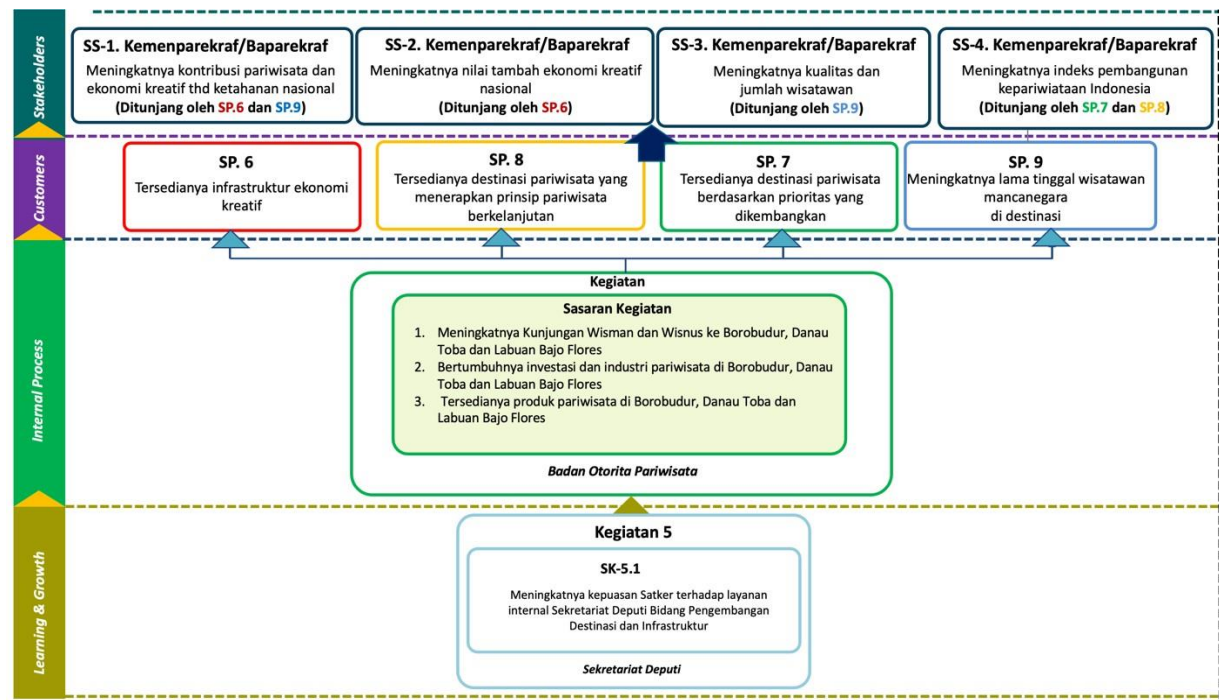 Stakeholders
SS-1. Kemenparekraf/Baparekraf
Meningkatnya kontribusi pariwisata dan
ekonomi kreatif thd ketahanan nasional
(Ditunjang oleh SP.6 dan SP.9)
SS-2. Kemenparekraf/Baparekraf
Meningkatnya nilai tambah ekonomi kreatif
nasional
(Ditunjang oleh SP.6)
SS-3. Kemenparekraf/Baparekraf
Meningkatnya kualitas dan
jumlah wisatawan
(Ditunjang oleh SP.9)
SS-4. Kemenparekraf/Baparekraf
Meningkatnya indeks pembangunan
kepariwiataan Indonesia
(Ditunjang oleh SP.7 dan SP.8)
Customers
SP. 6
Tersedianya infrastruktur ekonomi
kreatif
SP. 8
Tersedianya destinasi pariwisata yang
menerapkan prinsip pariwisata
berkelanjutan
SP. 7
Tersedianya destinasi pariwisata
berdasarkan prioritas yang
dikembangkan
SP. 9
Meningkatnya lama tinggal wisatawan
mancanegara
di destinasi
Internal Process
Kegiatan
Sasaran Kegiatan
1. Meningkatnya Kunjungan Wisman dan Wisnus ke Borobudur, Danau
Toba dan Labuan Bajo Flores
2. Bertumbuhnya investasi dan industri pariwisata di Borobudur, Danau
Toba dan Labuan Bajo Flores
3. Tersedianya produk pariwisata di Borobudur, Danau Toba dan
Labuan Bajo Flores
Badan Otorita Pariwisata
Learning & Growth
Kegiatan 5
SK-5.1
Meningkatnya kepuasan Satker terhadap layanan
internal Sekretariat Deputi Bidang Pengembangan
Destinasi dan Infrastruktur
Sekretariat Deputi